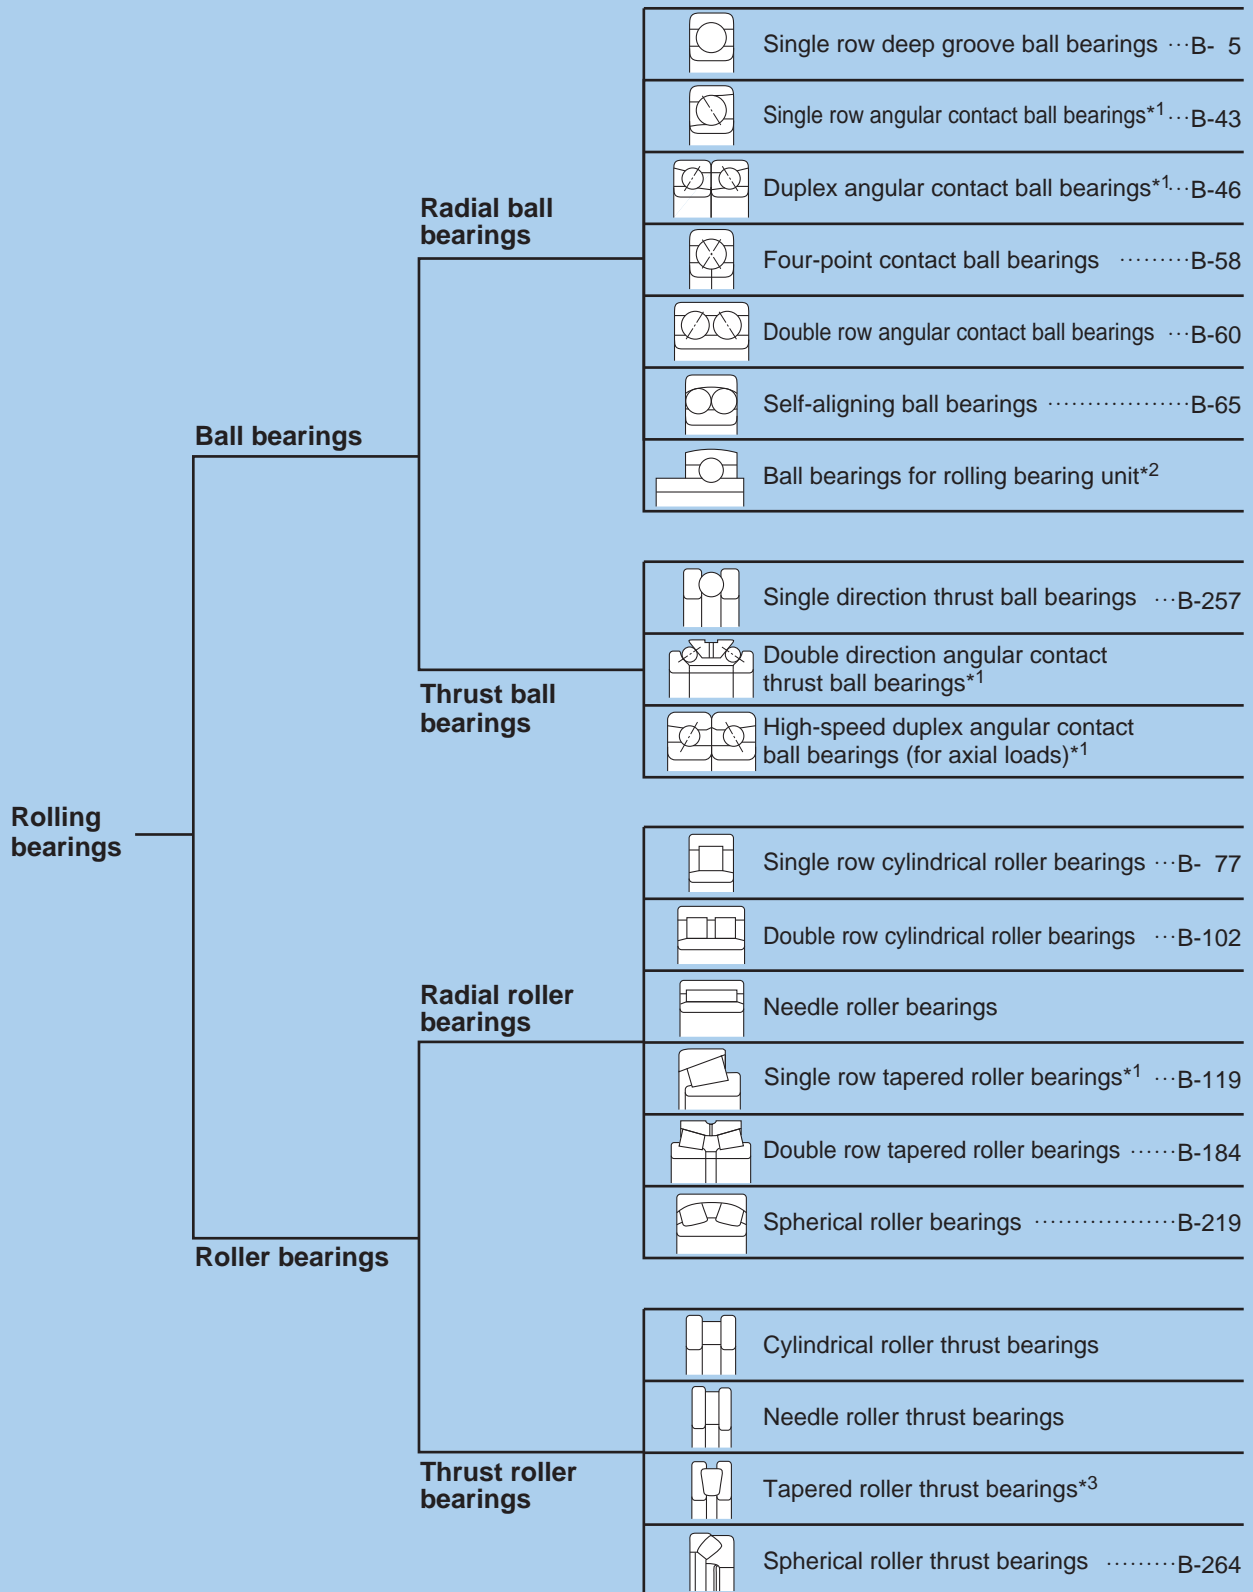 Rolling
bearings
Ball bearings
Radial ball
bearings
Single row deep groove ball bearings ···B- 5
Single row angular contact ball bearings*1 ···B-43
Duplex angular contact ball bearings*1···B-46
Four-point contact ball bearings ·········B-58
Double row angular contact ball bearings ···B-60
Self-aligning ball bearings ··················B-65
Ball bearings for rolling bearing unit*2
Thrust ball
bearings
Single direction thrust ball bearings ···B-257
Double direction angular contact
thrust ball bearings*1
High-speed duplex angular contact
ball bearings (for axial loads)*1
Roller bearings
Radial roller
bearings
Single row cylindrical roller bearings ···B- 77
Double row cylindrical roller bearings ···B-102
Needle roller bearings
Single row tapered roller bearings*1 ···B-119
Double row tapered roller bearings ······B-184
Spherical roller bearings ··················B-219
Thrust roller
bearings
Cylindrical roller thrust bearings
Needle roller thrust bearings
Tapered roller thrust bearings*3
Spherical roller thrust bearings ·········B-264